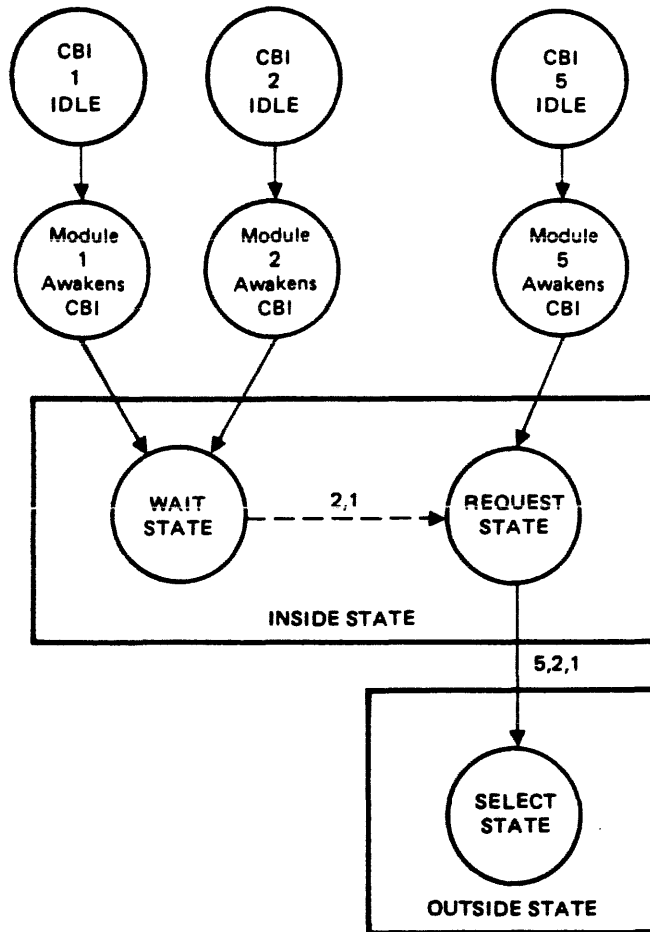 CBI
1
IDLE
CBI
2
IDLE
CBI
5
IDLE
Module
1
Awakens
CBI
Module
2
Awakens
CBI
Module
5
Awakens
CBI
WAIT
STATE
2,1
REQUEST
STATE
INSIDE STATE
5,2,1
SELECT
STATE
OUTSIDE STATE